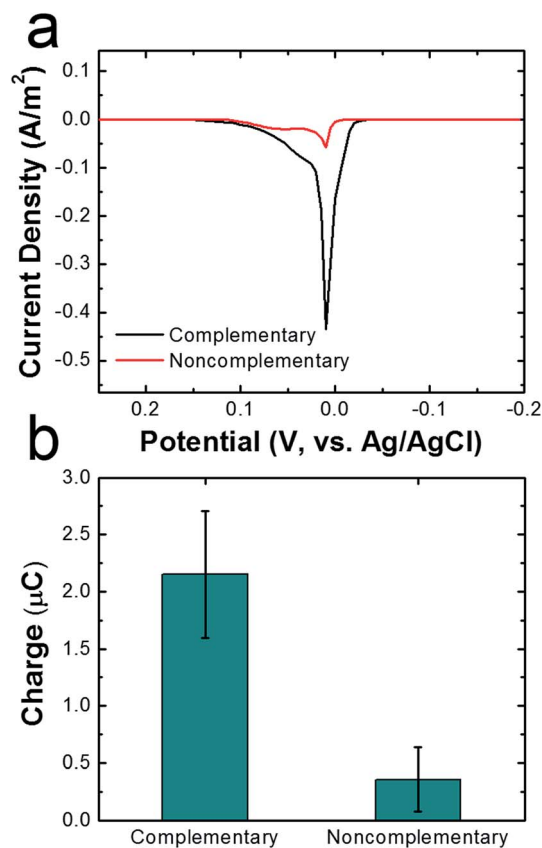 a
0.1
0.0
-0.1
-0.2
-0.3
-0.4
-0.5
Current Density (A/m²)
Complementary
Noncomplementary
0.2 0.1 0.0 -0.1 -0.2
Potential (V, vs. Ag/AgCl)
b
3.0
2.5
2.0
1.5
1.0
0.5
0.0
Charge (μC)
Complementary Noncomplementary